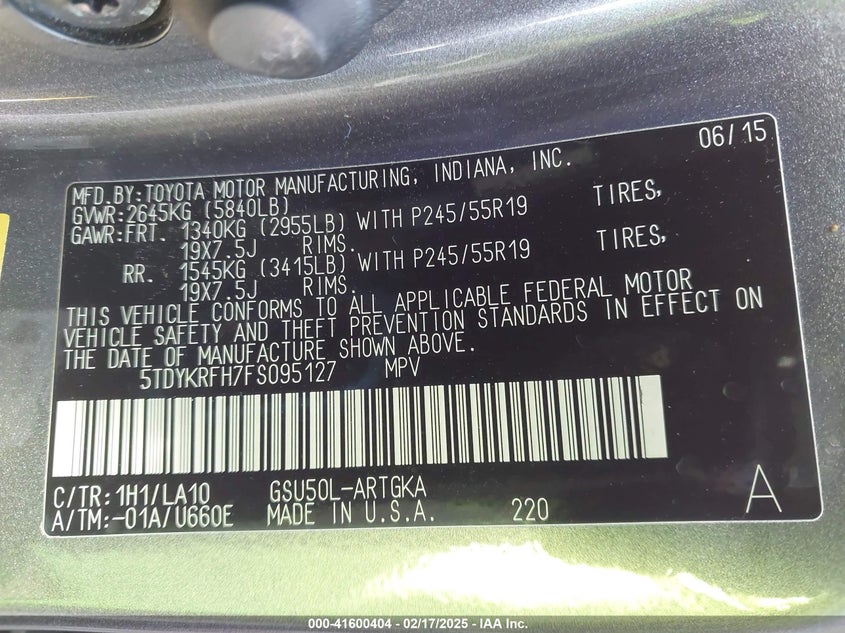 06/15
MFD.BY:TOYOTA MOTOR MANUFACTURING, INDIANA, INC.
GVWR:2645KG (5840LB)
GAWR:FRT. 1340KG (2955LB) WITH P245/55R19 TIRES,
19X7.5J RIMS.
RR. 1545KG (3415LB) WITH P245/55R19 TIRES,
19X7.5J RIMS.
THIS VEHICLE CONFORMS TO ALL APPLICABLE FEDERAL MOTOR
VEHICLE SAFETY AND THEFT PREVENTION STANDARDS IN EFFECT ON
THE DATE OF MANUFACTURE SHOWN ABOVE.
5TDYKRFH7FS095127 MPV
C/TR:1H1/LA10 GSU50L-ARTGKA
A/TM:-01A/U660E MADE IN U.S.A. 220 A
000-41600404 - 02/17/2025 - IAA Inc.